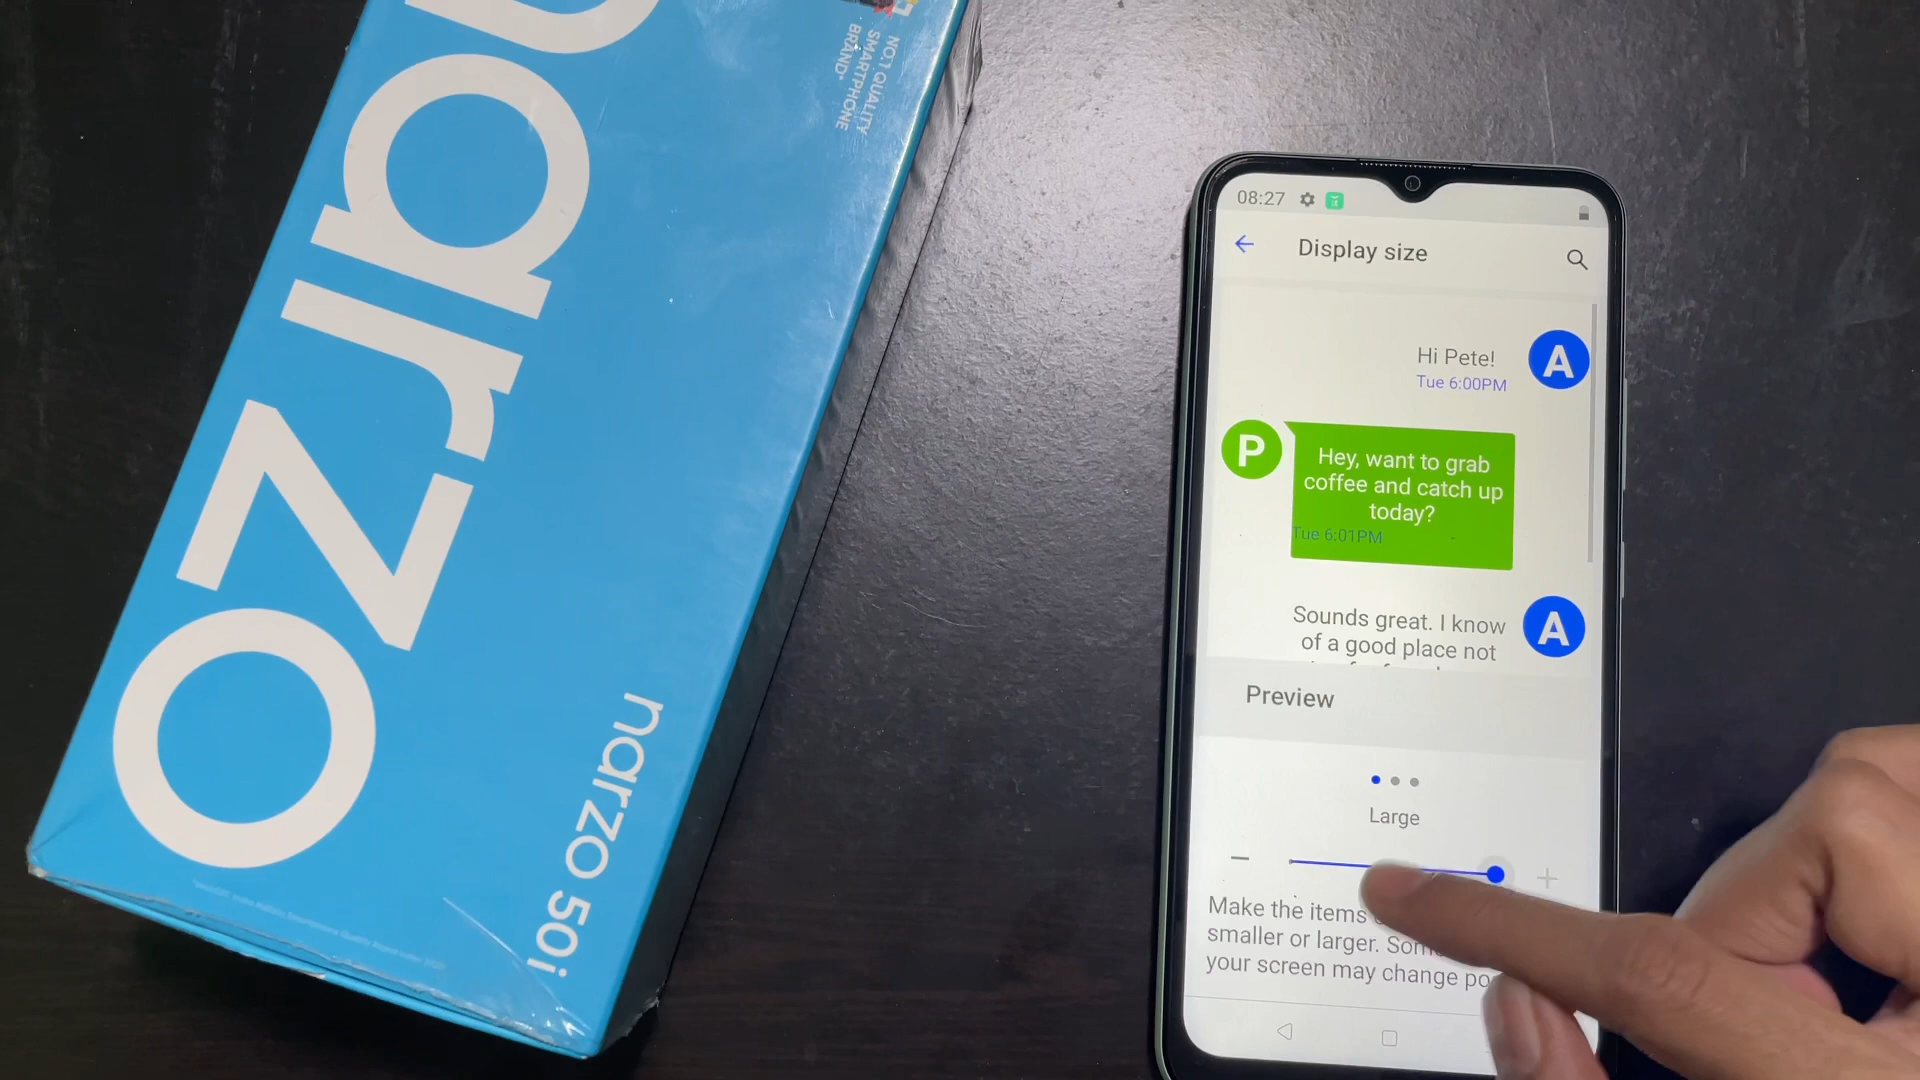 narzo
NO.1 QUALITY
SMARTPHONE
BRAND*
narzo 50i
08:27
Display size
Hi Pete!
A
Tue 6:00PM
P
Hey, want to grab
coffee and catch up
today?
Tue 6:01PM
Sounds great. I know
of a good place not
A
Preview
Large
Make the items
smaller or larger.
your screen may change